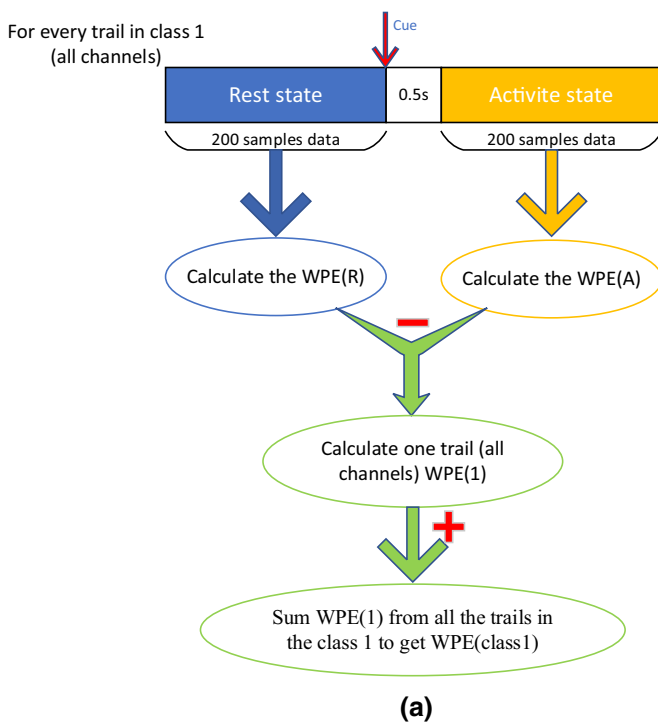 For every trail in class 1
(all channels)
Cue
Rest state
0.5s
Activite state
200 samples data
200 samples data
Calculate the WPE(R)
Calculate the WPE(A)
Calculate one trail (all
channels) WPE(1)
Sum WPE(1) from all the trails in
the class 1 to get WPE(class1)
(a)